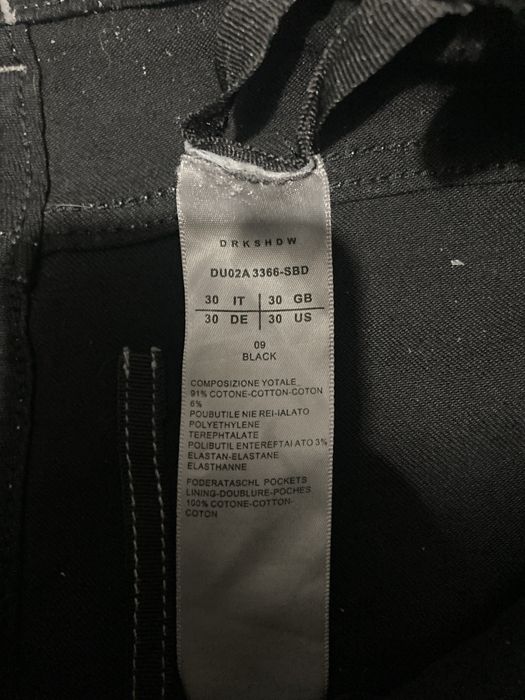 DRKSHDW
DU02A 3366-SBD
30 IT 30 GB
30 DE 30 US
09
BLACK
COMPOSIZIONE YOTALE
91% COTONE-COTTON-COTON
6%
POUBUTILE NIE REI-IALATO
POLYETHYLENE
TEREPHTALATE
POLIBUTIL ENTEREFTAI ATO 3%
ELASTAN-ELASTANE
ELASTHANNE
FODERATASCHL POCKETS
LINING-DOUBLURE-POCHES
100% COTONE-COTTON-
COTON